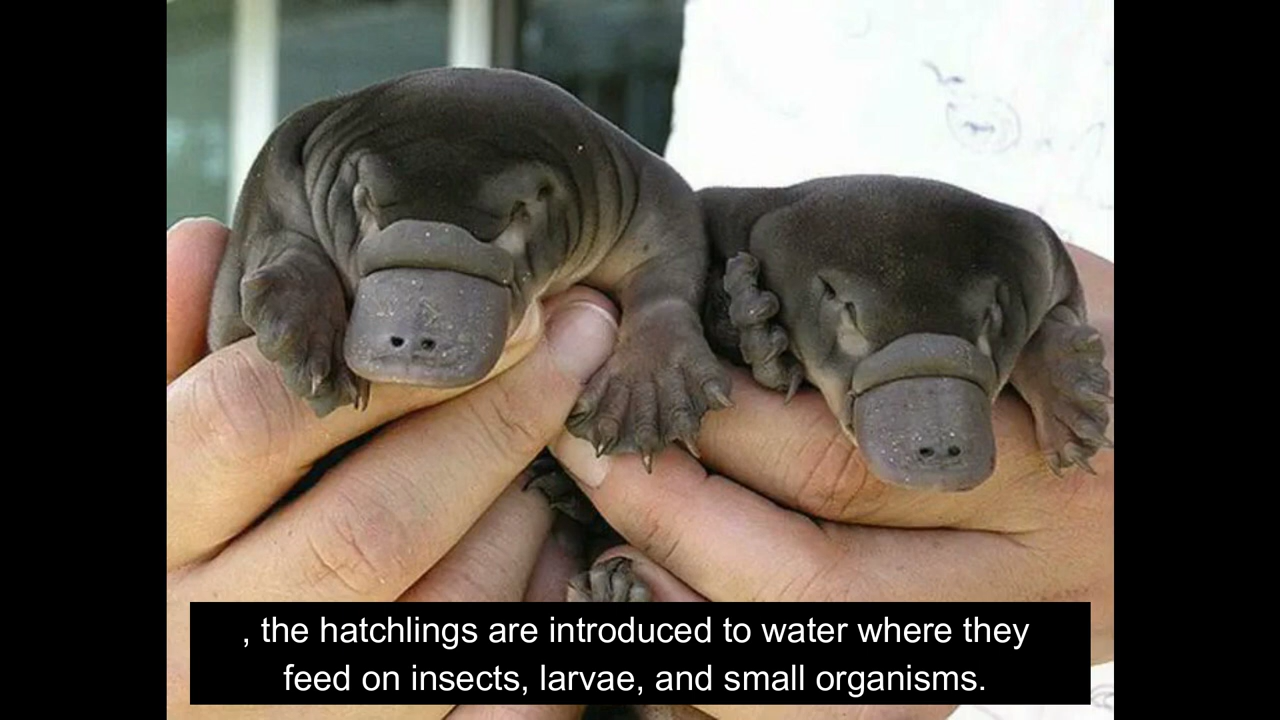 , the hatchlings are introduced to water where they
feed on insects, larvae, and small organisms.